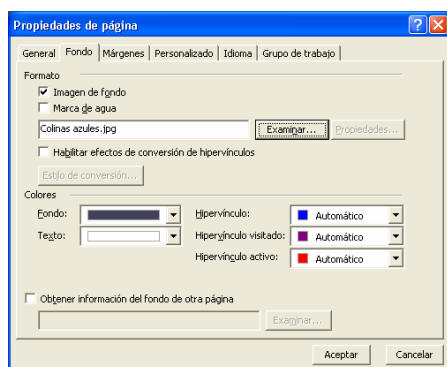 Propiedades de página
General Fondo Márgenes Personalizado Idioma Grupo de trabajo
Formato
Imagen de fondo
Marca de agua
Colinas azules.jpg Examinar... Propiedades...
Habilitar efectos de conversión de hipervínculos
Estilo de conversión...
Colores
Fondo: Hipervínculo: Automático
Texto: Hipervínculo visitado: Automático
Hipervínculo activo: Automático
Obtener información del fondo de otra página
Examinar...
Aceptar Cancelar